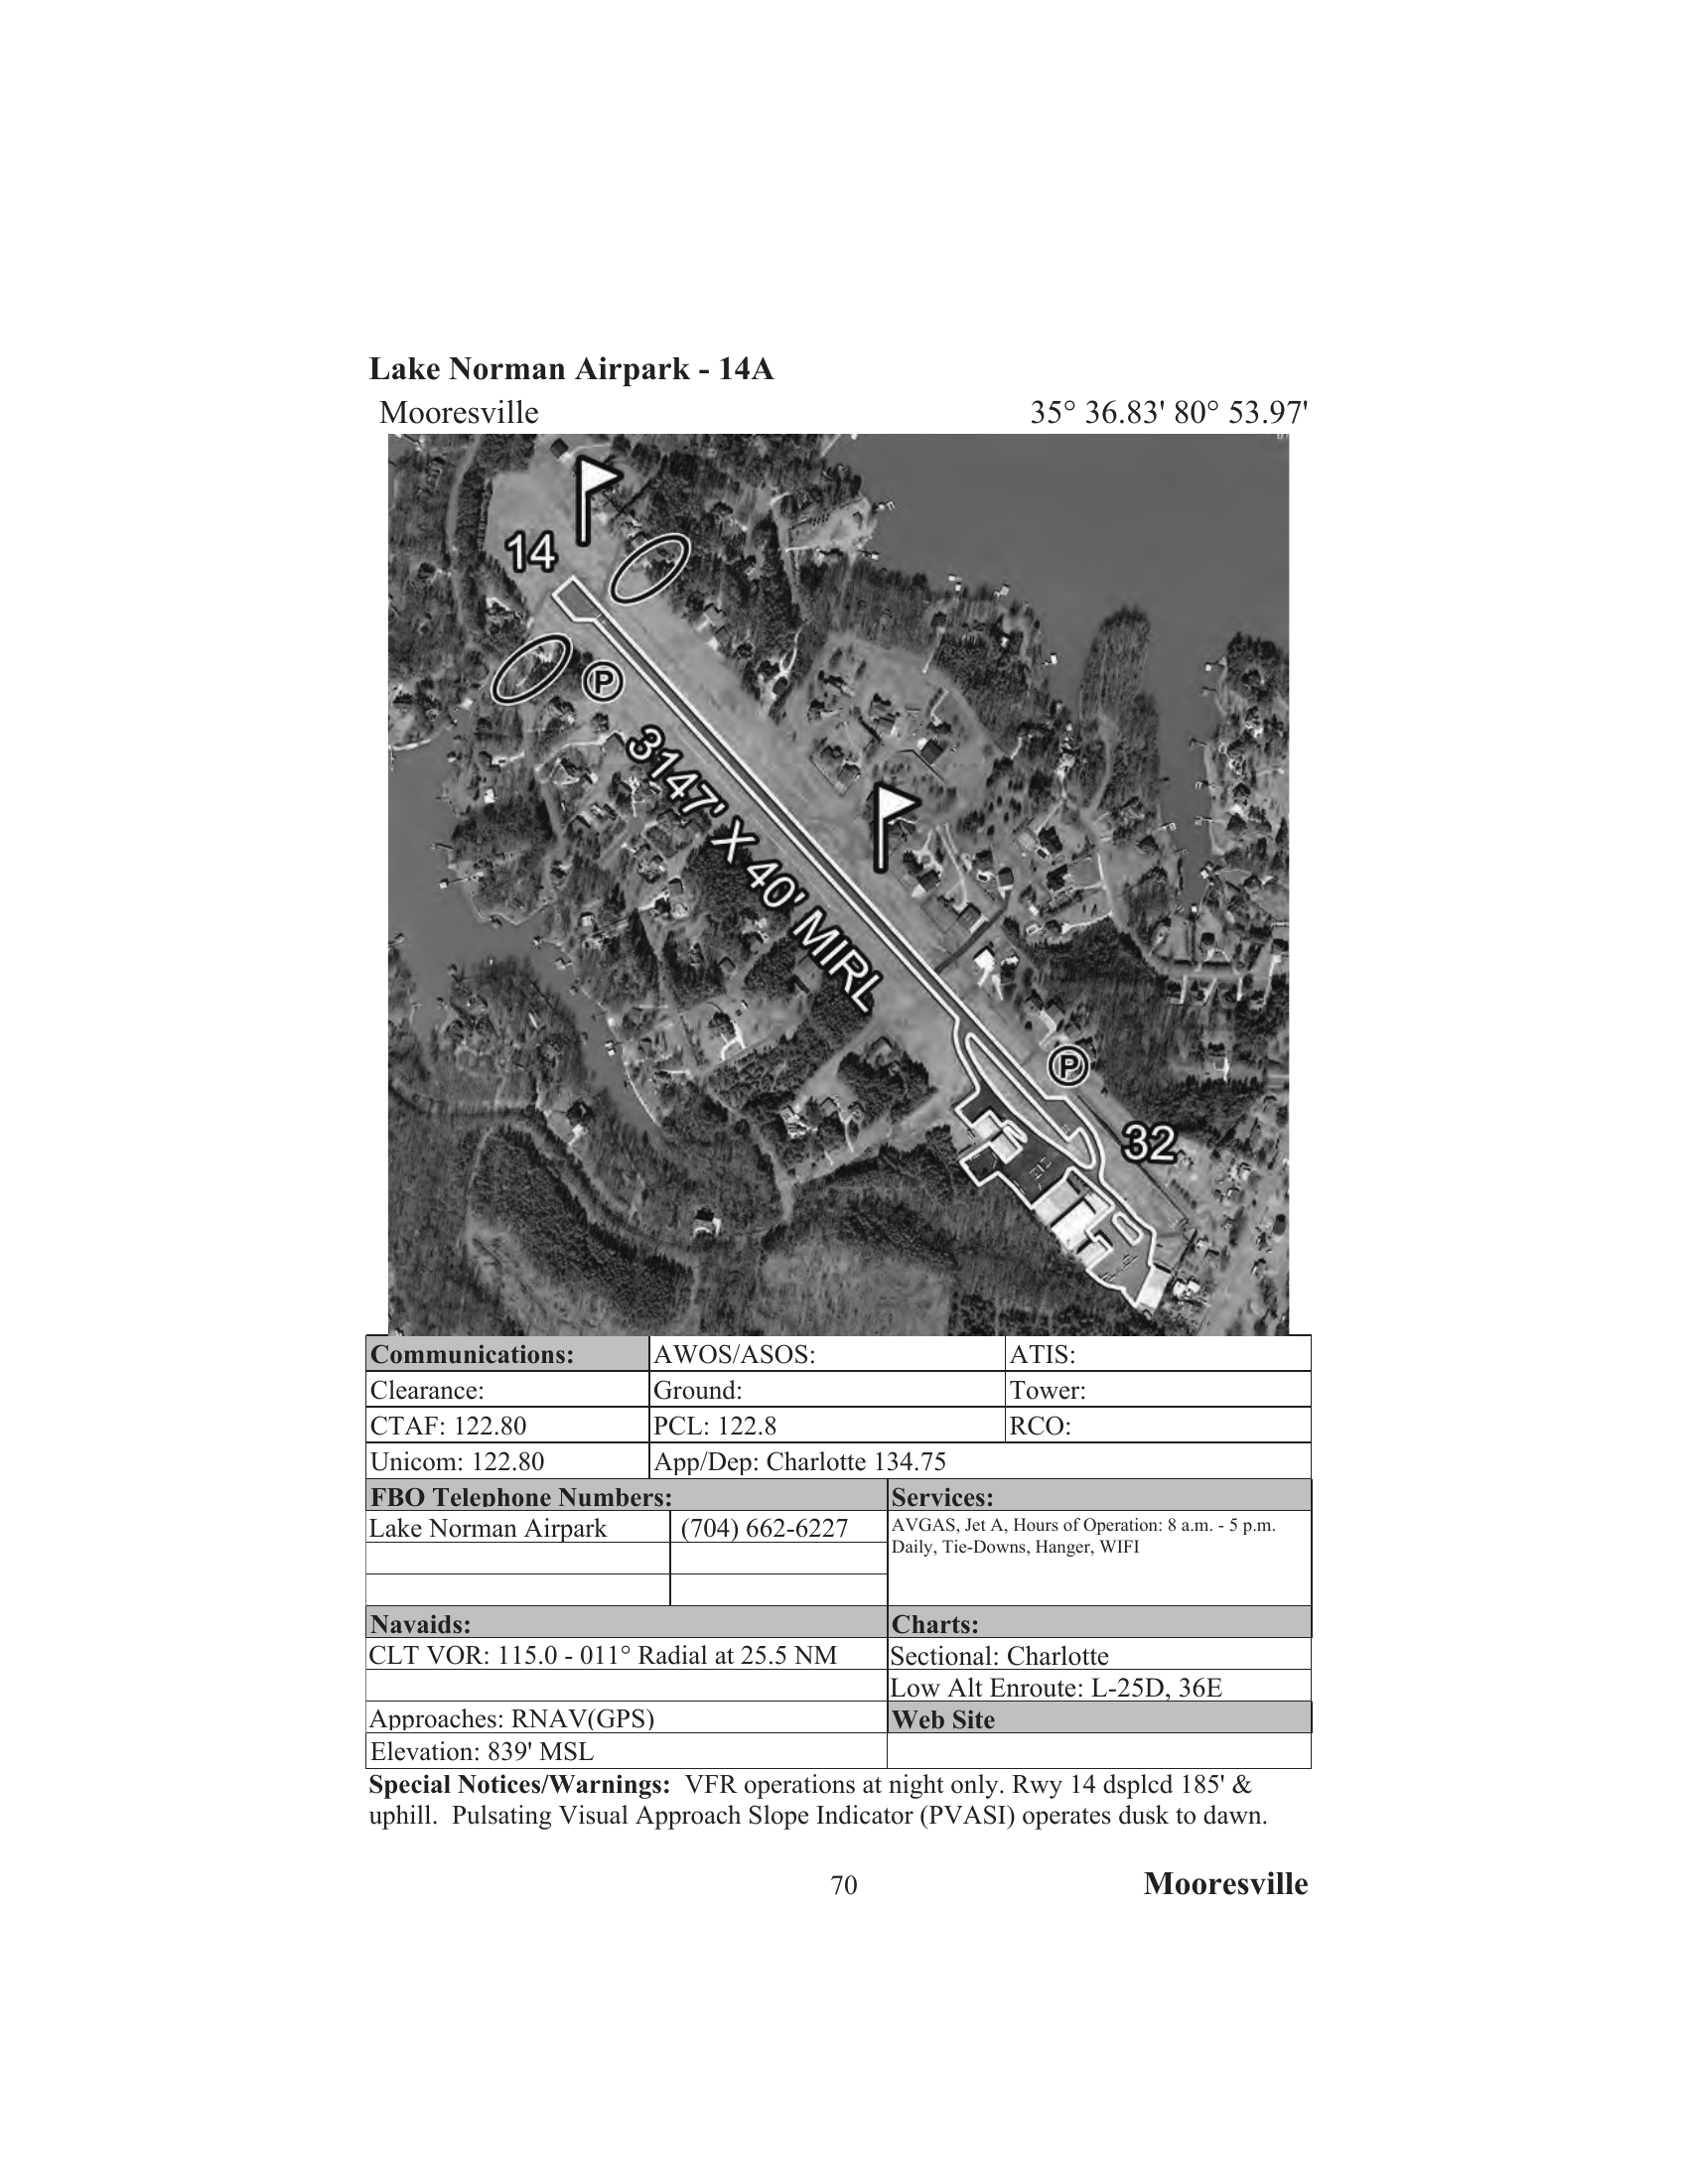 Lake Norman Airpark - 14A
Mooresville 35° 36.83' 80° 53.97'
14
P
3147' X 40' MIRL
P
32
Communications: AWOS/ASOS: ATIS:
Clearance: Ground: Tower:
CTAF: 122.80 PCL: 122.8 RCO:
Unicom: 122.80 App/Dep: Charlotte 134.75
FBO Telephone Numbers: Services:
Lake Norman Airpark (704) 662-6227 AVGAS, Jet A, Hours of Operation: 8 a.m. - 5 p.m.
Daily, Tie-Downs, Hanger, WIFI
Navaids: Charts:
CLT VOR: 115.0 - 011° Radial at 25.5 NM Sectional: Charlotte
Low Alt Enroute: L-25D, 36E
Approaches: RNAV(GPS) Web Site
Elevation: 839' MSL
Special Notices/Warnings: VFR operations at night only. Rwy 14 dsplcd 185' &
uphill. Pulsating Visual Approach Slope Indicator (PVASI) operates dusk to dawn.
70 Mooresville